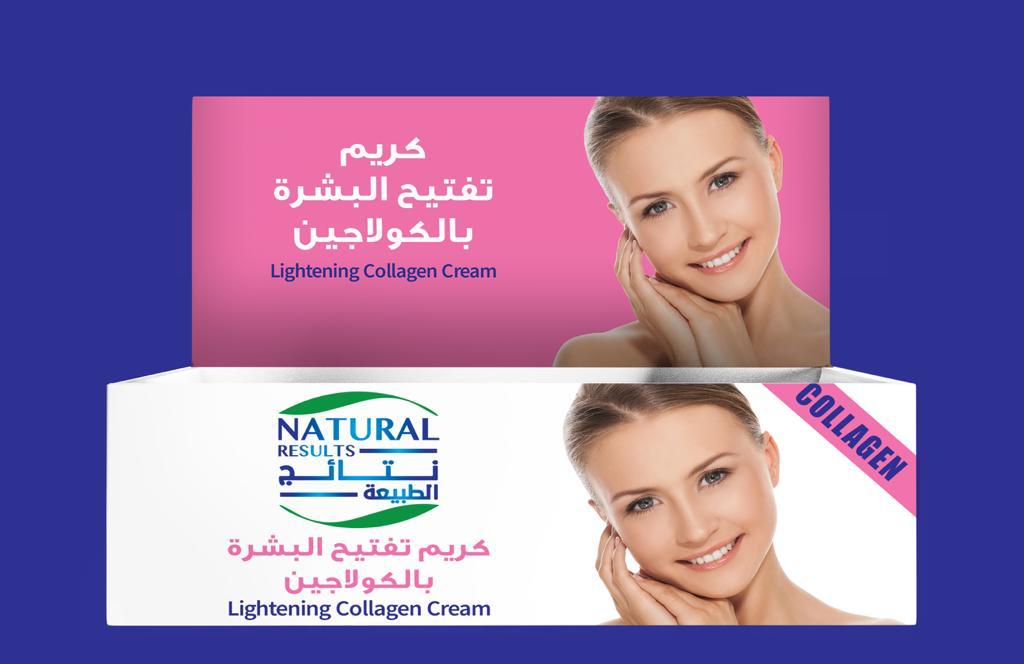 كريم
تفتيح البشرة
بالكولاجين
Lightening Collagen Cream
NATURAL
RESULTS
نتائج
الطبيعة
كريم تفتيح البشرة
بالكولاجين
Lightening Collagen Cream
COLLAGEN